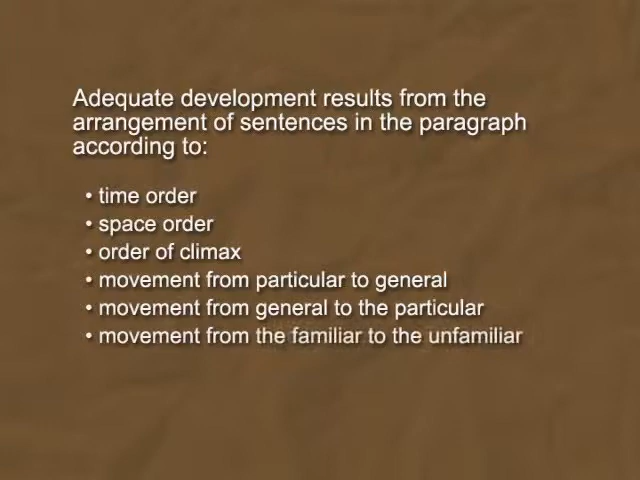 Adequate development results from the
arrangement of sentences in the paragraph
according to:
• time order
• space order
• order of climax
• movement from particular to general
• movement from general to the particular
• movement from the familiar to the unfamiliar